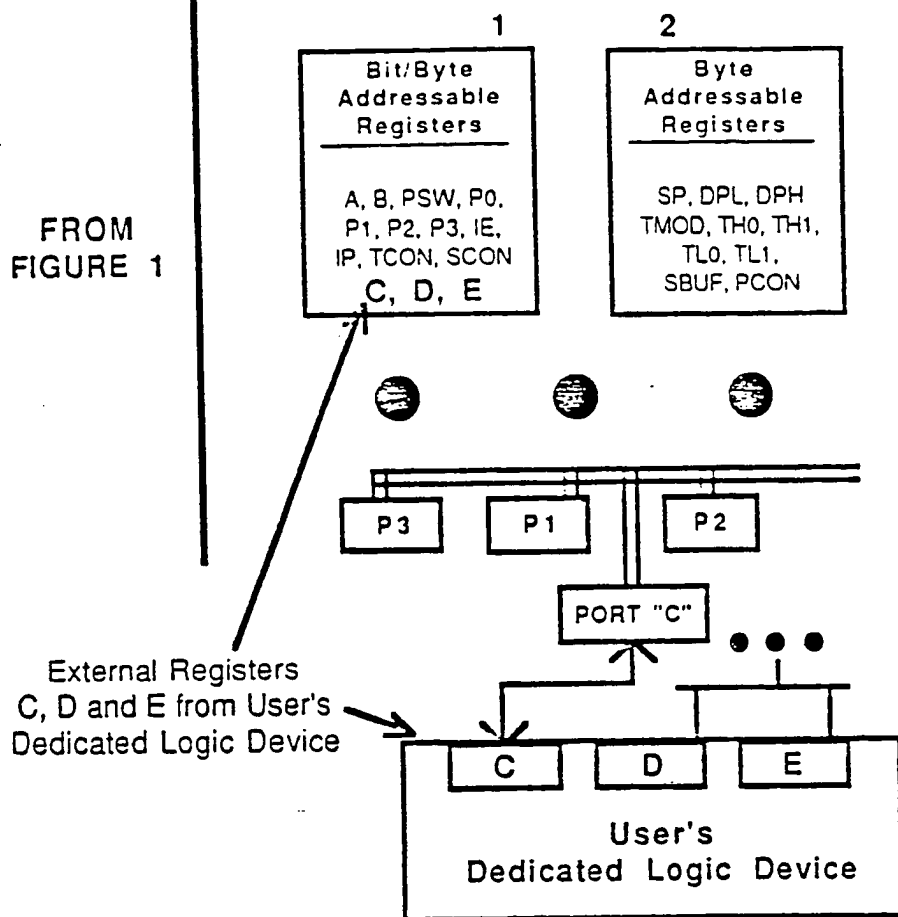 1
Bit/Byte
Addressable
Registers
A, B, PSW, P0,
P1, P2, P3, IE,
IP, TCON, SCON
C, D, E
2
Byte
Addressable
Registers
SP, DPL, DPH
TMOD, TH0, TH1,
TL0, TL1,
SBUF, PCON
FROM
FIGURE 1
P3
P1
P2
PORT "C"
External Registers
C, D and E from User's
Dedicated Logic Device
C
D
E
User's
Dedicated Logic Device